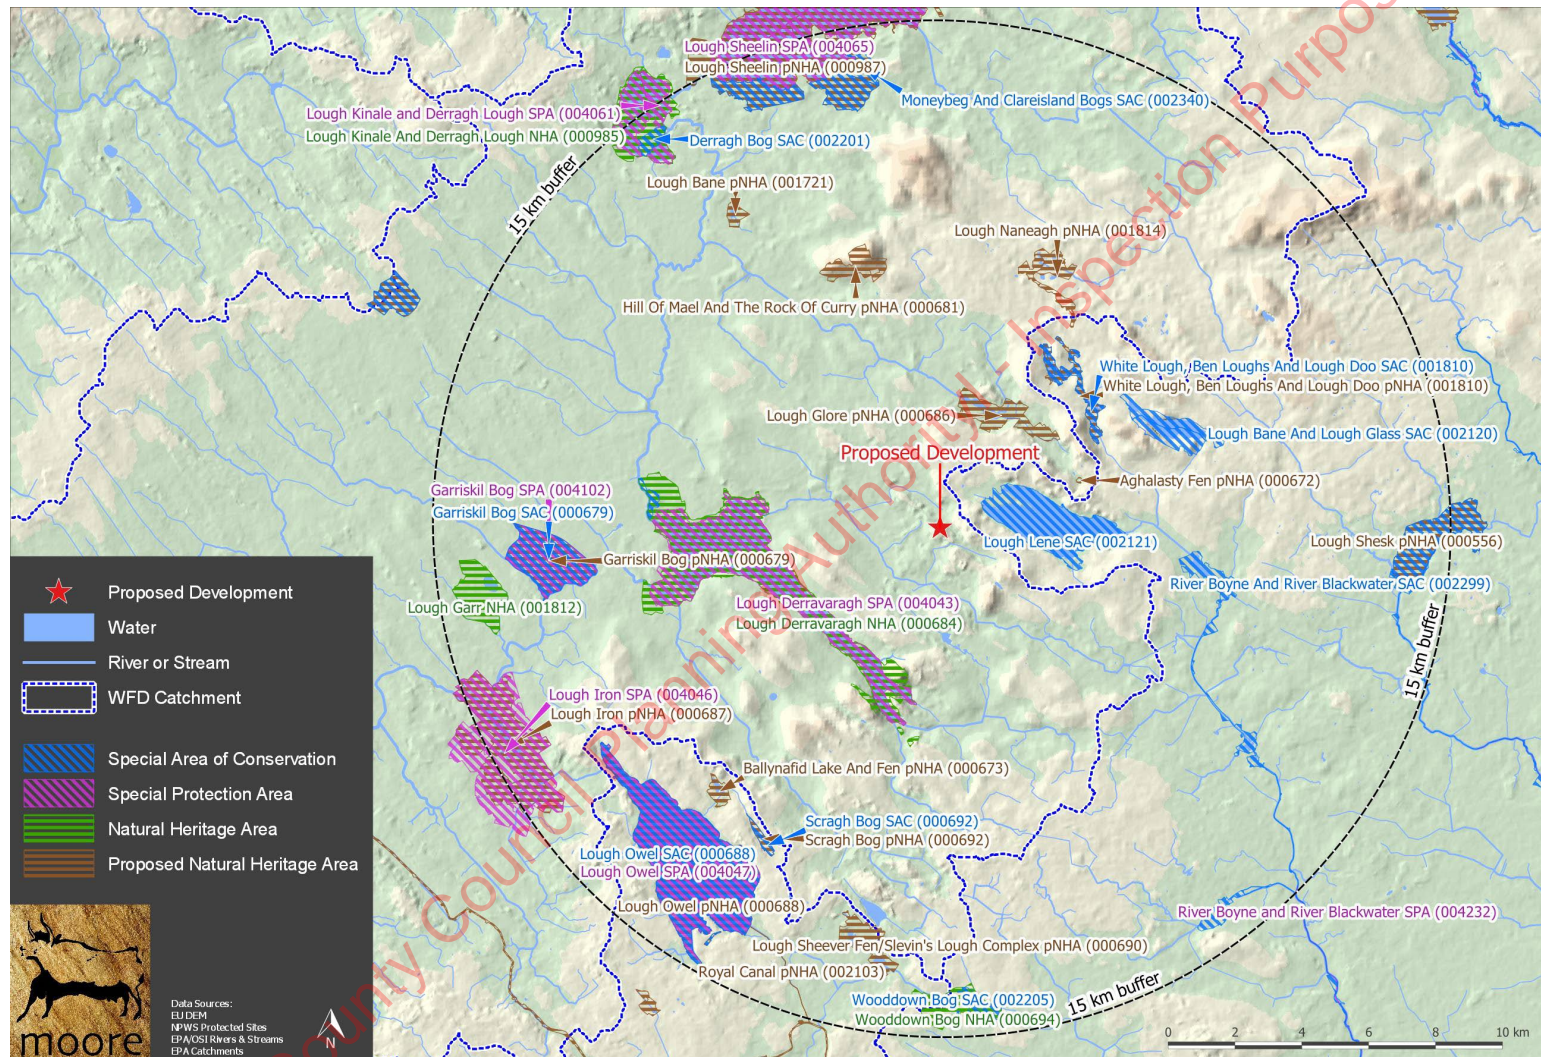 Lough Sheelin SPA (004065)
Lough Sheelin pNHA (000987)
Moneybeg And Clareisland Bogs SAC (002340)
Lough Kinale and Derragh Lough SPA (004061)
Lough Kinale And Derragh Lough NHA (000985)
Derragh Bog SAC (002201)
15 km buffer
Lough Bane pNHA (001721)
Lough Naneagh pNHA (001814)
Hill Of Mael And The Rock Of Curry pNHA (000681)
White Lough, Ben Loughs And Lough Doo SAC (001810)
White Lough, Ben Loughs And Lough Doo pNHA (001810)
Lough Glore pNHA (000686)
Lough Bane And Lough Glass SAC (002120)
Proposed Development
Aghalasty Fen pNHA (000672)
Garriskil Bog SPA (004102)
Garriskil Bog SAC (000679)
Garriskil Bog pNHA (000679)
Lough Lene SAC (002121)
Lough Shesk pNHA (000556)
River Boyne And River Blackwater SAC (002299)
Lough Garr NHA (001812)
Lough Derravaragh SPA (004043)
Lough Derravaragh NHA (000684)
15 km buffer
Lough Iron SPA (004046)
Lough Iron pNHA (000687)
Ballynafid Lake And Fen pNHA (000673)
Scragh Bog SAC (000692)
Scragh Bog pNHA (000692)
Lough Owel SAC (000688)
Lough Owel SPA (004047)
Lough Owel pNHA (000688)
River Boyne and River Blackwater SPA (004232)
Lough Sheever Fen/Slevin's Lough Complex pNHA (000690)
Royal Canal pNHA (002103)
Wooddown Bog SAC (002205)
Wooddown Bog NHA (000694)
15 km buffer
Proposed Development
Water
River or Stream
WFD Catchment
Special Area of Conservation
Special Protection Area
Natural Heritage Area
Proposed Natural Heritage Area
moore
Data Sources:
EU DEM
NPWS Protected Sites
EPA/OSI Rivers & Streams
EPA Catchments
N
0 2 4 6 8 10 km
County Council Planning Authority - Inspection Purpos